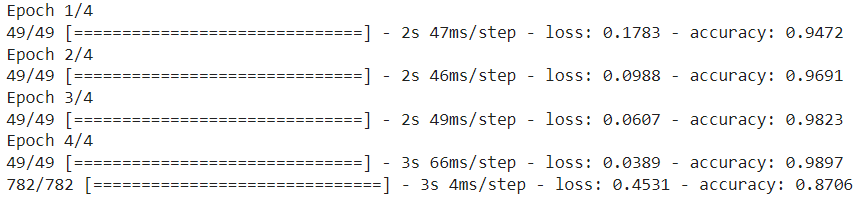 Epoch 1/4
49/49 [==============================] - 2s 47ms/step - loss: 0.1783 - accuracy: 0.9472
Epoch 2/4
49/49 [==============================] - 2s 46ms/step - loss: 0.0988 - accuracy: 0.9691
Epoch 3/4
49/49 [==============================] - 2s 49ms/step - loss: 0.0607 - accuracy: 0.9823
Epoch 4/4
49/49 [==============================] - 3s 66ms/step - loss: 0.0389 - accuracy: 0.9897
782/782 [==============================] - 3s 4ms/step - loss: 0.4531 - accuracy: 0.8706